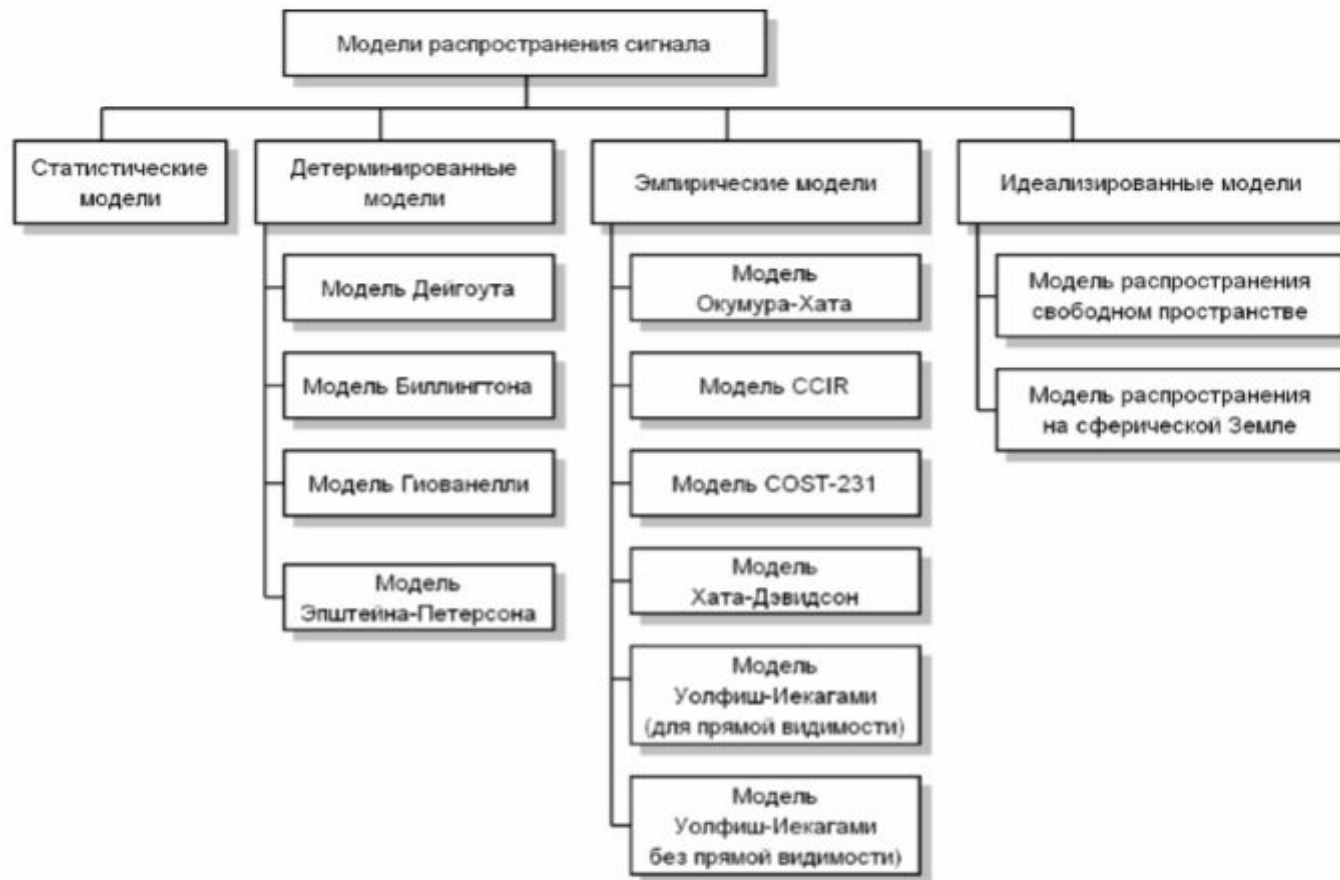 Модели распространения сигнала
Статистические
модели
Детерминированные
модели
Эмпирические модели
Идеализированные модели
Модель Дейгоута
Модель Биллингтона
Модель Гиованелли
Модель
Эпштейна-Петерсона
Модель
Окумура-Хата
Модель CCIR
Модель COST-231
Модель
Хата-Дэвидсон
Модель
Уолфиш-Иекагами
(для прямой видимости)
Модель
Уолфиш-Иекагами
без прямой видимости)
Модель распространения
свободном пространстве
Модель распространения
на сферической Земле